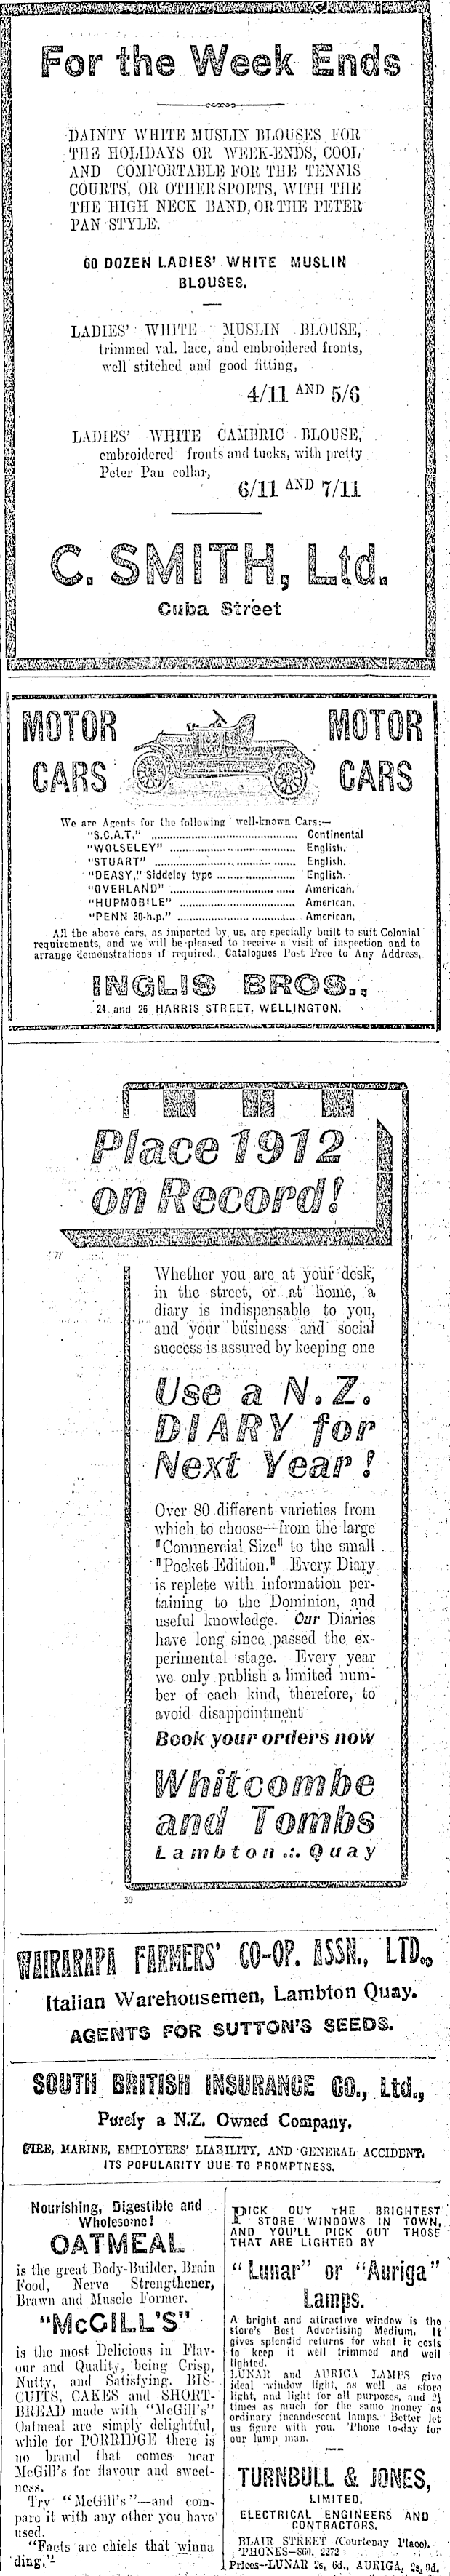 For the Week Ends
DAINTY WHITE MUSLIN BLOUSES FOR
THE HOLIDAYS OR WEEK-ENDS, COOL
AND COMFORTABLE FOR THE TENNIS
COURTS, OR OTHER SPORTS, WITH THE
THE HIGH NECK BAND, OR THE PETER
PAN STYLE.
60 DOZEN LADIES' WHITE MUSLIN
BLOUSES.
LADIES' WHITE MUSLIN BLOUSE,
trimmed val. lace, and embroidered fronts,
well stitched and good fitting,
4/11 AND 5/6
LADIES' WHITE CAMBRIC BLOUSE,
embroidered fronts and tucks, with pretty
Peter Pan collar,
6/11 AND 7/11
C. SMITH, Ltd.
Cuba Street
MOTOR CARS
MOTOR CARS
We are Agents for the following well-known Cars:—
"S.C.A.T." ........ Continental
"WOLSELEY" ........ English.
"STUART" ........ English.
"DEASY," Siddeley type ........ English.
"OVERLAND" ........ American.
"HUPMOBILE" ........ American.
"PENN 30-h.p." ........ American.
All the above cars, as imported by us, are specially built to suit Colonial
requirements, and we will be pleased to receive a visit of inspection and to
arrange demonstrations if required. Catalogues Post Free to Any Address.
INGLIS BROS.,
24 and 26 HARRIS STREET, WELLINGTON.
Place 1912
on Record!
Whether you are at your desk,
in the street, or at home, a
diary is indispensable to you,
and your business and social
success is assured by keeping one
Use a N.Z.
DIARY for
Next Year!
Over 80 different varieties from
which to choose—from the large
"Commercial Size" to the small
"Pocket Edition." Every Diary
is replete with information per-
taining to the Dominion, and
useful knowledge. Our Diaries
have long since passed the ex-
perimental stage. Every year
we only publish a limited num-
ber of each kind, therefore, to
avoid disappointment
Book your orders now
Whitcombe
and Tombs
Lambton .:. Quay
30
WAIRARAPA FARMERS' CO-OP. ASSN., LTD.,
Italian Warehousemen, Lambton Quay.
AGENTS FOR SUTTON'S SEEDS.
SOUTH BRITISH INSURANCE CO., Ltd.,
Purely a N.Z. Owned Company.
FIRE, MARINE, EMPLOYERS' LIABILITY, AND GENERAL ACCIDENT.
ITS POPULARITY DUE TO PROMPTNESS.
Nourishing, Digestible and
Wholesome!
OATMEAL
is the great Body-Builder, Brain
Food, Nerve Strengthener,
Brawn and Muscle Former.
"McGILL'S"
is the most Delicious in Flav-
our and Quality, being Crisp,
Nutty, and Satisfying. BIS-
CUITS, CAKES and SHORT-
BREAD made with "McGill's"
Oatmeal are simply delightful,
while for PORRIDGE there is
no brand that comes near
McGill's for flavour and sweet-
ness.
Try "McGill's"—and com-
pare it with any other you have
used.
"Facts are chiels that winna
ding."
PICK OUT THE BRIGHTEST
STORE WINDOWS IN TOWN,
AND YOU'LL PICK OUT THOSE
THAT ARE LIGHTED BY
"Lunar" or "Auriga"
Lamps.
A bright and attractive window is the
store's Best Advertising Medium. It
gives splendid returns for what it costs
to keep it well trimmed and well
lighted.
LUNAR and AURIGA LAMPS give
ideal window light, as well as store
light, and light for all purposes, and 2½
times as much for the same money as
ordinary incandescent lamps. Better let
us figure with you. 'Phone to-day for
our lamp man.
TURNBULL & JONES,
LIMITED.
ELECTRICAL ENGINEERS AND
CONTRACTORS.
BLAIR STREET (Courtenay Place).
'PHONES—860, 2272
Prices—LUNAR 2s. 6d., AURIGA, 2s. 9d.